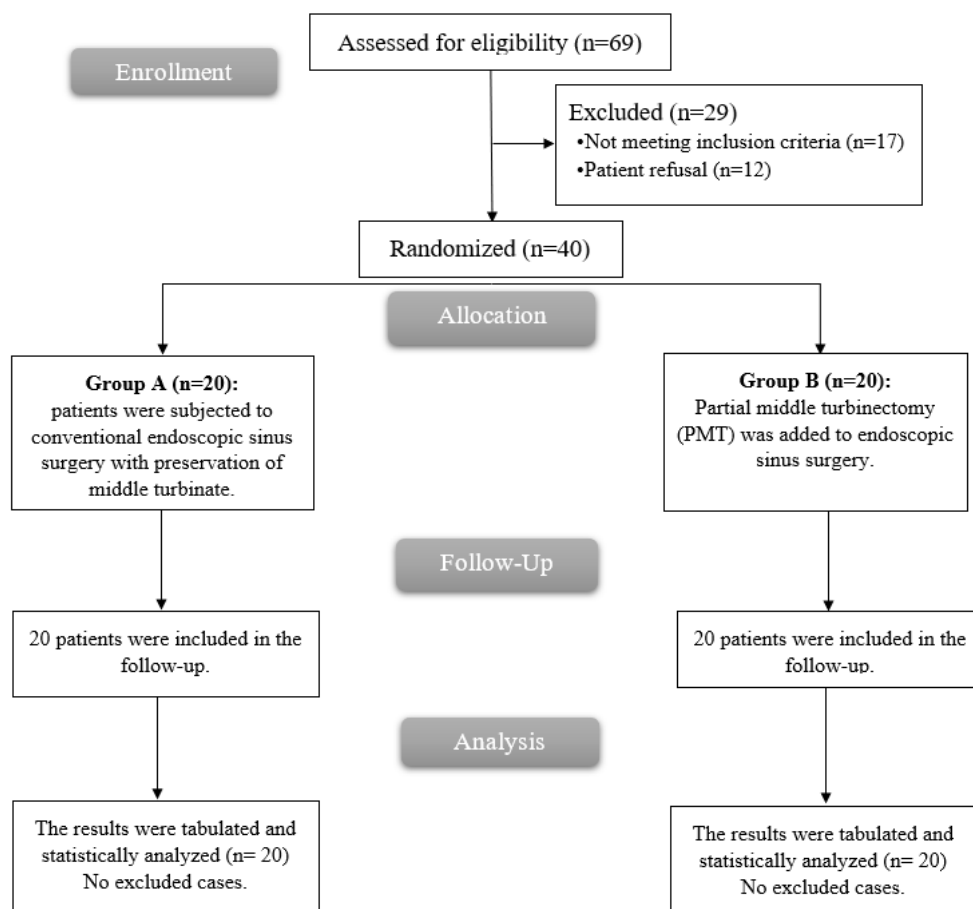 Assessed for eligibility (n=69)
Enrollment
Excluded (n=29)
•Not meeting inclusion criteria (n=17)
•Patient refusal (n=12)
Randomized (n=40)
Allocation
Group A (n=20):
patients were subjected to
conventional endoscopic sinus
surgery with preservation of
middle turbinate.
Group B (n=20):
Partial middle turbinectomy
(PMT) was added to endoscopic
sinus surgery.
Follow-Up
20 patients were included in the
follow-up.
20 patients were included in the
follow-up.
Analysis
The results were tabulated and
statistically analyzed (n= 20)
No excluded cases.
The results were tabulated and
statistically analyzed (n= 20)
No excluded cases.